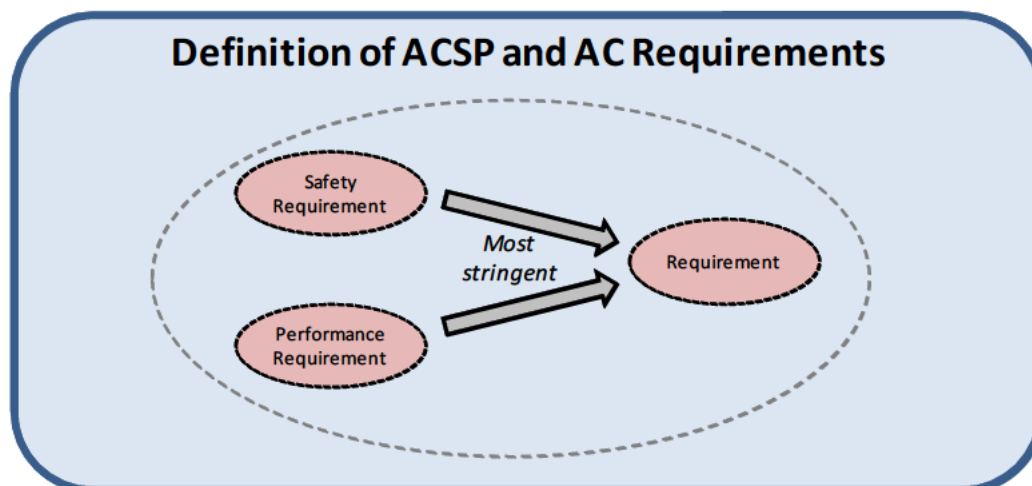 Definition of ACSP and AC Requirements
Safety
Requirement
Most
stringent
Requirement
Performance
Requirement